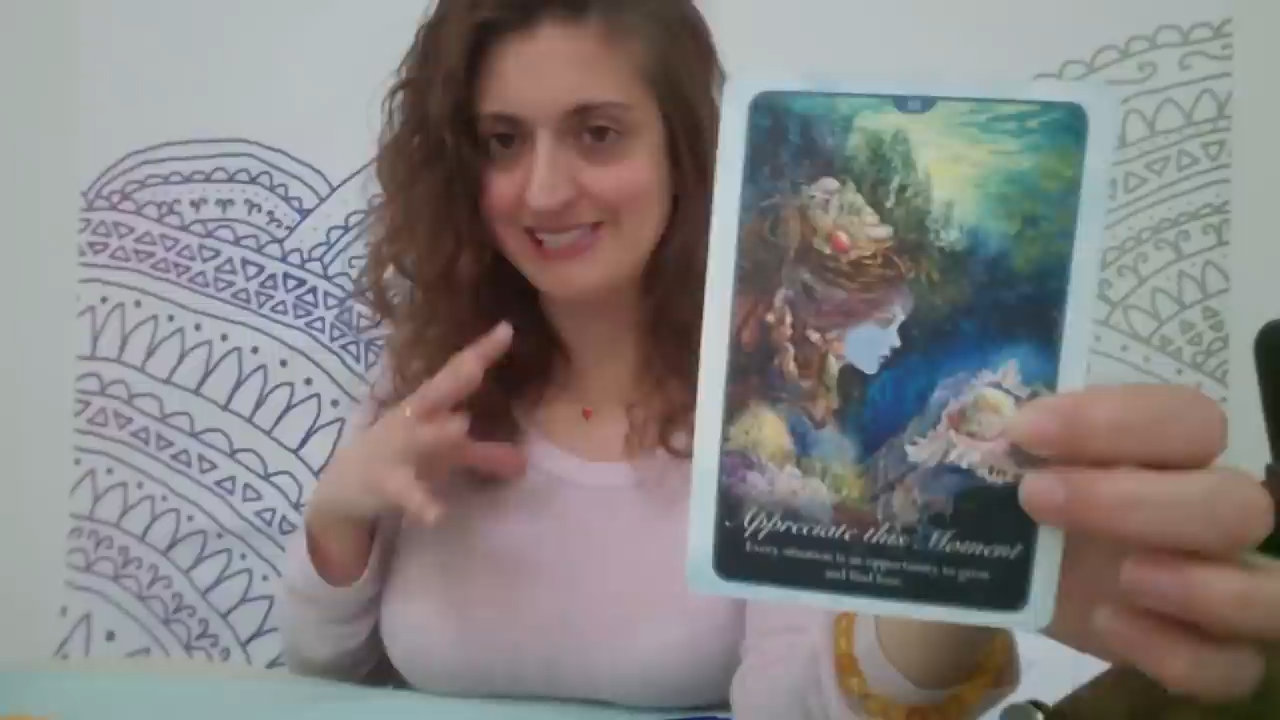 Appreciate this Moment
Every situation is an opportunity to grow
and find love.